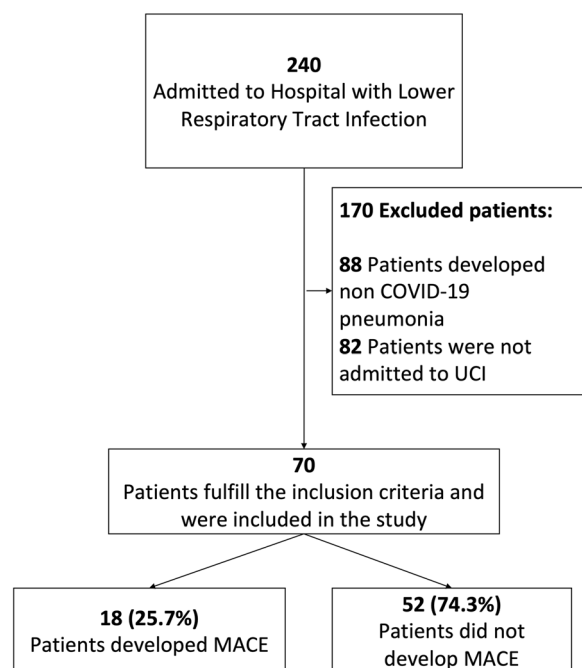 240
Admitted to Hospital with Lower
Respiratory Tract Infection
170 Excluded patients:
88 Patients developed
non COVID-19
pneumonia
82 Patients were not
admitted to UCI
70
Patients fulfill the inclusion criteria and
were included in the study
18 (25.7%)
Patients developed MACE
52 (74.3%)
Patients did not
develop MACE